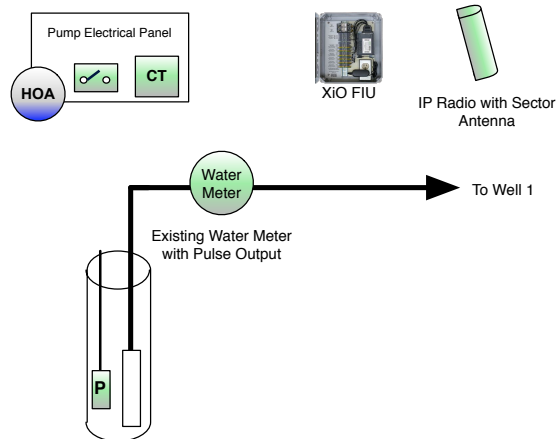 Pump Electrical Panel
HOA
CT
XiO FIU
IP Radio with Sector
Antenna
Water
Meter
To Well 1
Existing Water Meter
with Pulse Output
P